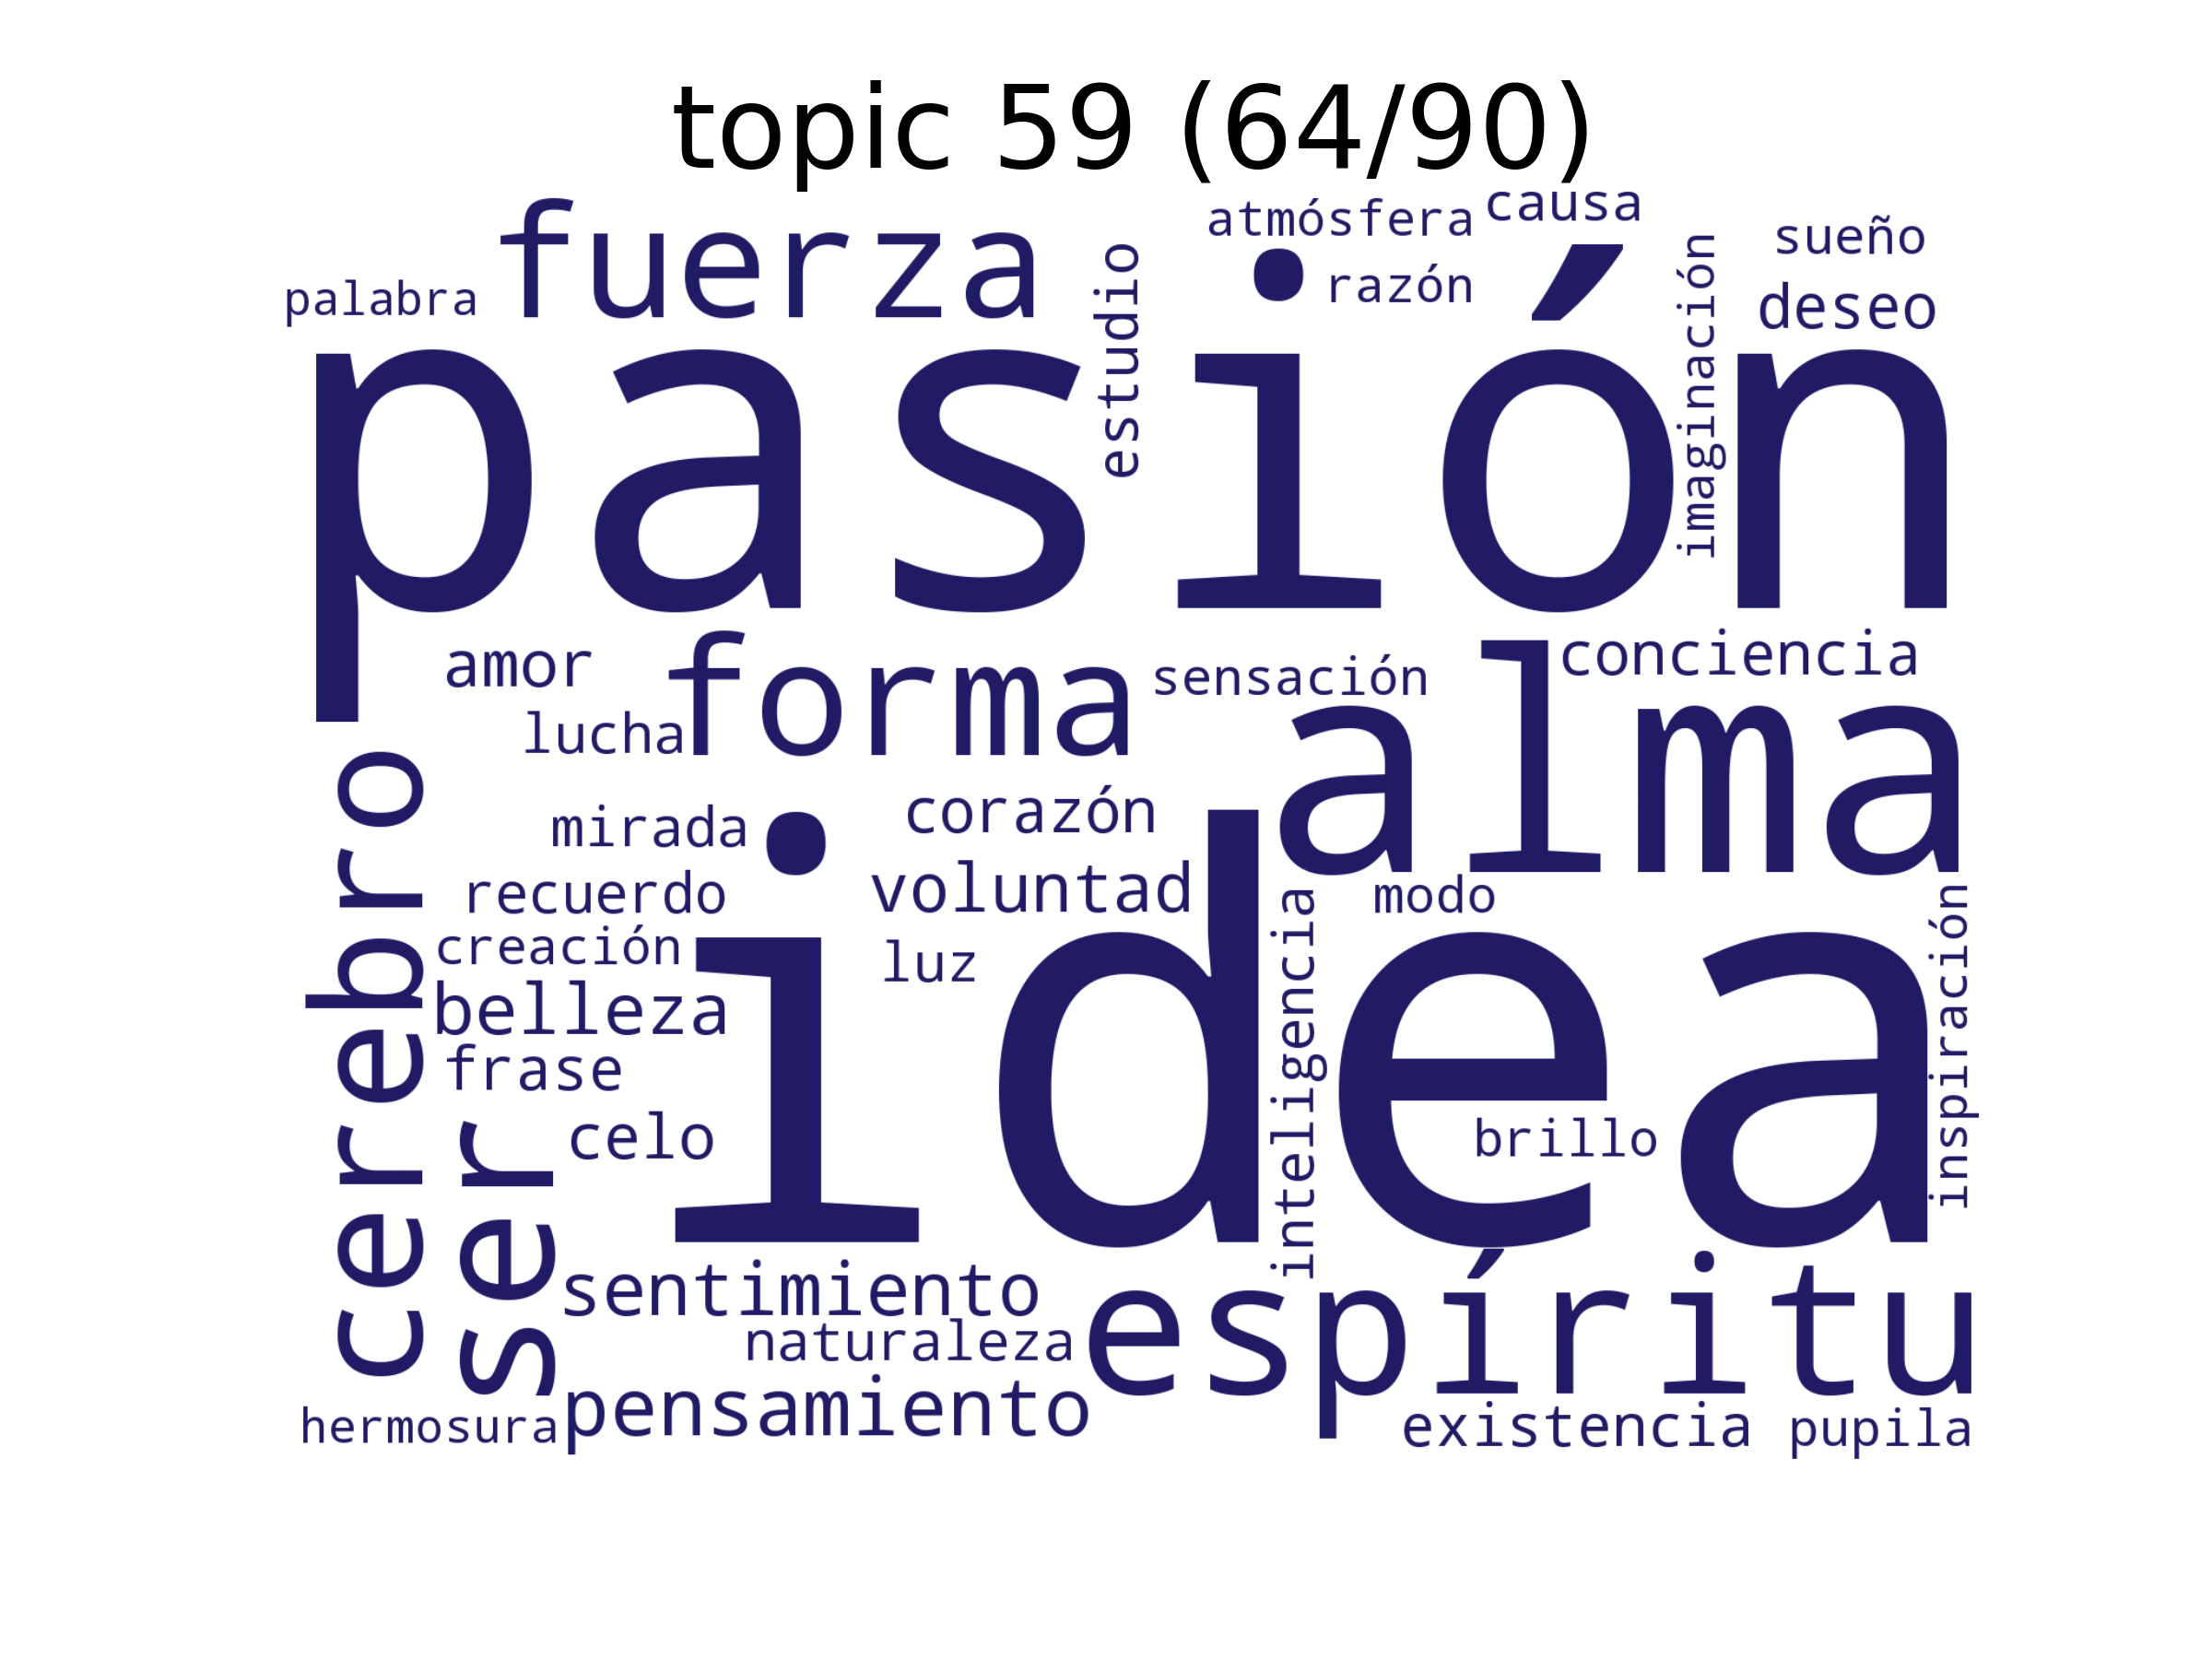 topic 59 (64/90)
atmósfera causa
fuerza
sueño
palabra
razón
deseo
estudio
imaginación
pasión
amor
forma
sensación
conciencia
lucha
alma
mirada
corazón
recuerdo
voluntad
modo
creación
luz
belleza
idea
inteligencia
inspiración
frase
celo
brillo
cerebro
ser
sentimiento
naturaleza
espíritu
hermosura
pensamiento
existencia
pupila